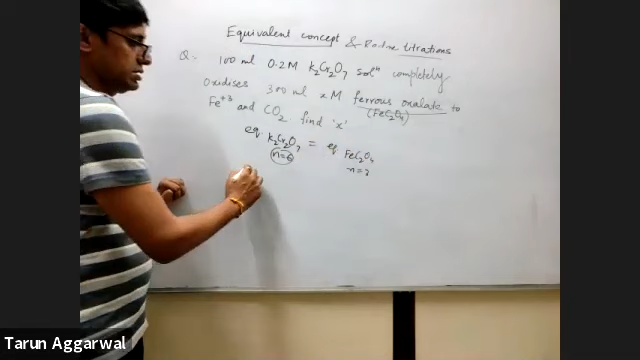 Equivalent concept & Redox titrations
Q. 100 ml 0.2M K2Cr2O7 solⁿ completely
Oxidises 300 ml xM ferrous oxalate to
(FeC2O4)
Fe+3 and CO2. find 'x'
eq. K2Cr2O7 = eq FeC2O4
n=6 n=3
Tarun Aggarwal